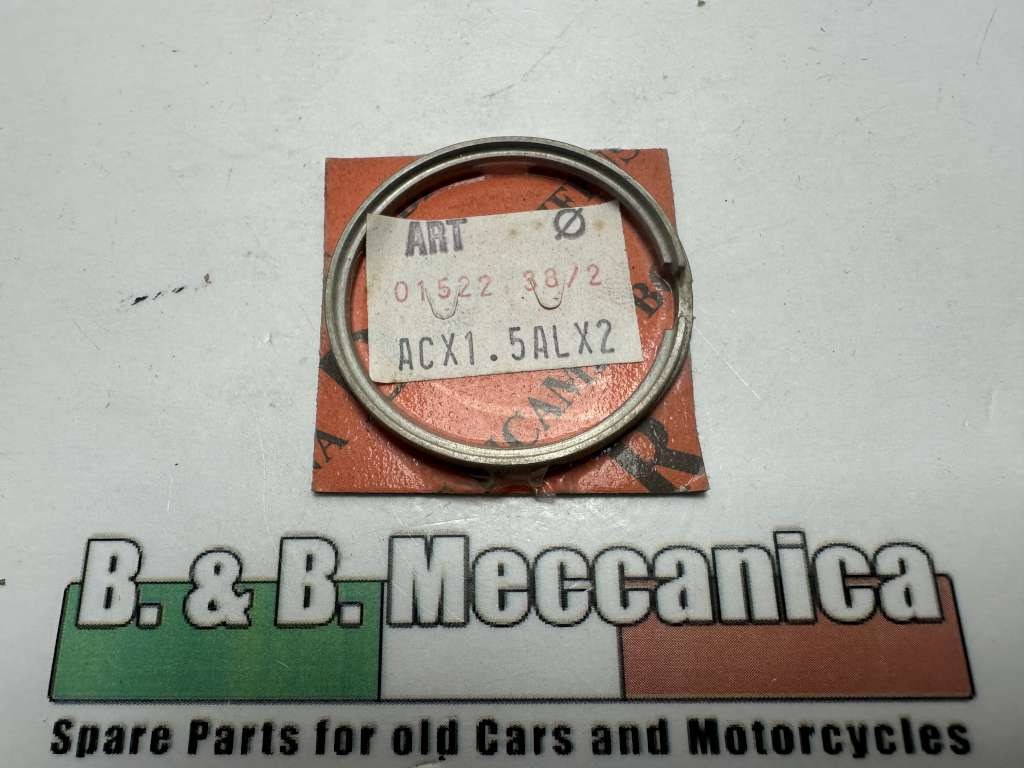 ART Ø
01522 38/2
ACX1.5ALX2
B. & B. Meccanica
Spare Parts for old Cars and Motorcycles